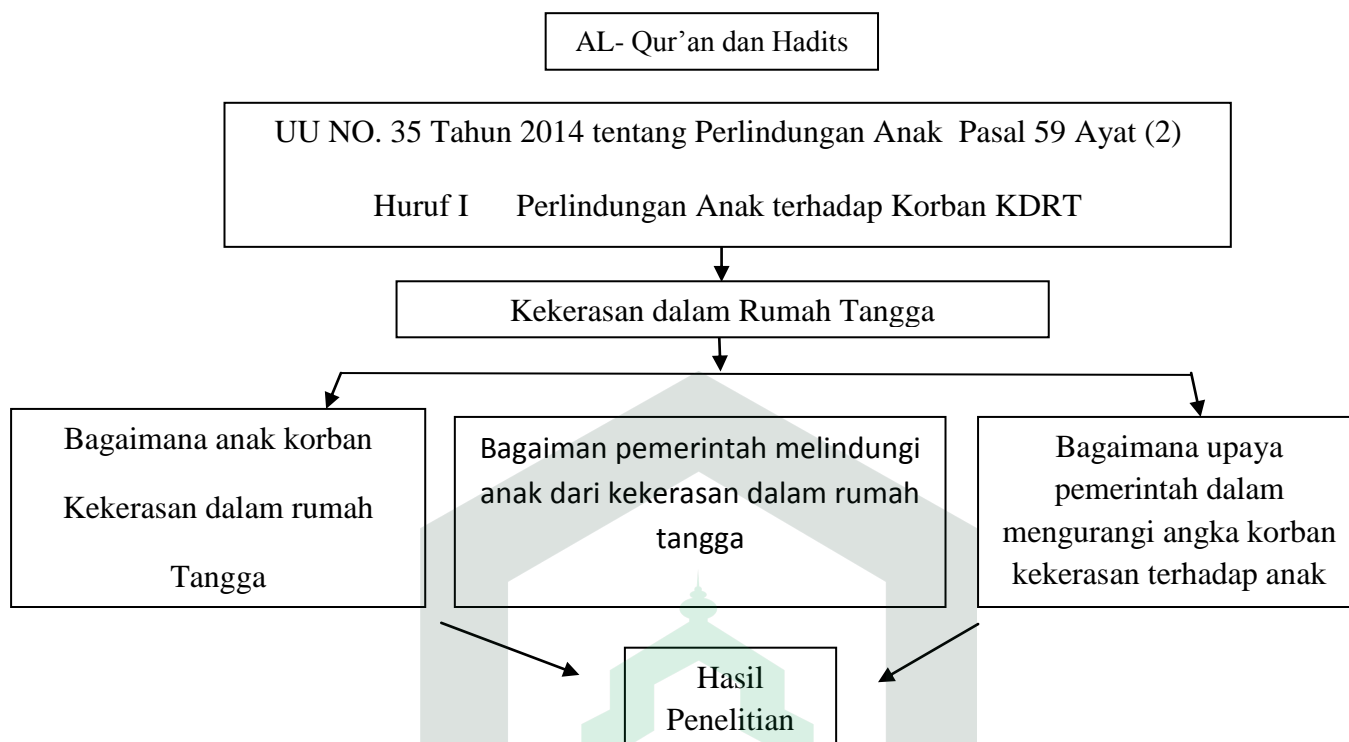 AL- Qur’an dan Hadits
UU NO. 35 Tahun 2014 tentang Perlindungan Anak Pasal 59 Ayat (2)
Huruf I Perlindungan Anak terhadap Korban KDRT
Kekerasan dalam Rumah Tangga
Bagaimana anak korban
Kekerasan dalam rumah
Tangga
Bagaiman pemerintah melindungi
anak dari kekerasan dalam rumah
tangga
Bagaimana upaya
pemerintah dalam
mengurangi angka korban
kekerasan terhadap anak
Hasil
Penelitian